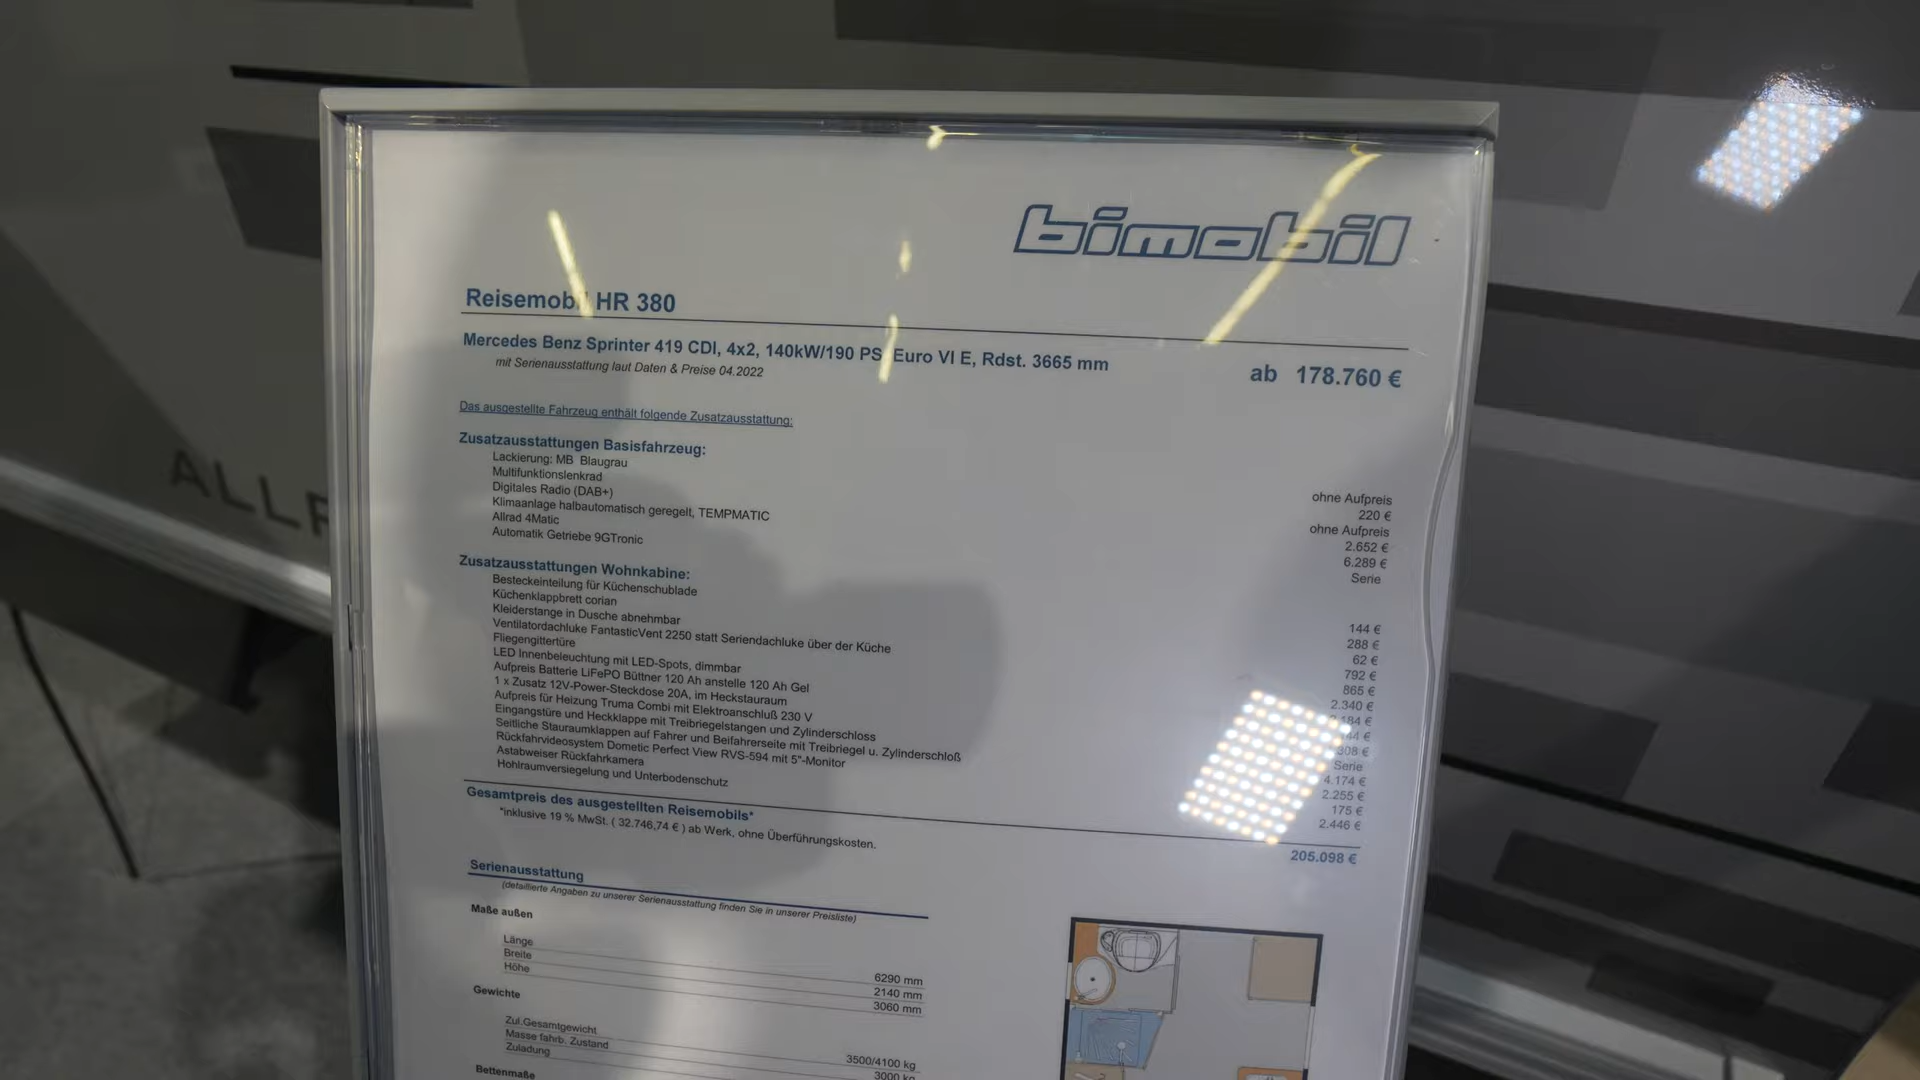 bimobil
Reisemobil HR 380
Mercedes Benz Sprinter 419 CDI, 4x2, 140kW/190 PS, Euro VI E, Rdst. 3665 mm
ab 178.760 €
mit Serienausstattung laut Daten & Preise 04.2022
Das ausgestellte Fahrzeug enthält folgende Zusatzausstattung:
Zusatzausstattungen Basisfahrzeug:
Lackierung: MB Blaugrau ohne Aufpreis
Multifunktionslenkrad 220 €
Digitales Radio (DAB+) ohne Aufpreis
Klimaanlage halbautomatisch geregelt, TEMPMATIC 2.652 €
Allrad 4Matic 6.289 €
Automatik Getriebe 9GTronic Serie
Zusatzausstattungen Wohnkabine:
Besteckeinteilung für Küchenschublade 144 €
Küchenklappbrett corian 288 €
Kleiderstange in Dusche abnehmbar 62 €
Ventilatordachluke FantasticVent 2250 statt Seriendachluke über der Küche 792 €
Fliegengittertüre 865 €
LED Innenbeleuchtung mit LED-Spots, dimmbar 2.340 €
Aufpreis Batterie LiFePO Büttner 120 Ah anstelle 120 Ah Gel 184 €
1 x Zusatz 12V-Power-Steckdose 20A, im Heckstauraum 44 €
Aufpreis für Heizung Truma Combi mit Elektroanschluß 230 V 308 €
Eingangstüre und Heckklappe mit Treibriegelstangen und Zylinderschloss Serie
Seitliche Stauraumklappen auf Fahrer und Beifahrerseite mit Treibriegel u. Zylinderschloß 4.174 €
Rückfahrvideosystem Dometic Perfect View RVS-594 mit 5"-Monitor 2.255 €
Astabweiser Rückfahrkamera 175 €
Hohlraumversiegelung und Unterbodenschutz 2.446 €
Gesamtpreis des ausgestellten Reisemobils* 205.098 €
*inklusive 19 % MwSt. ( 32.746,74 € ) ab Werk, ohne Überführungskosten.
Serienausstattung
(detaillierte Angaben zu unserer Serienausstattung finden Sie in unserer Preisliste)
Maße außen
Länge 6290 mm
Breite 2140 mm
Höhe 3060 mm
Gewichte
Zul.Gesamtgewicht 3500/4100 kg
Masse fahrb. Zustand 3000 kg
Zuladung
Bettenmaße
ALLR